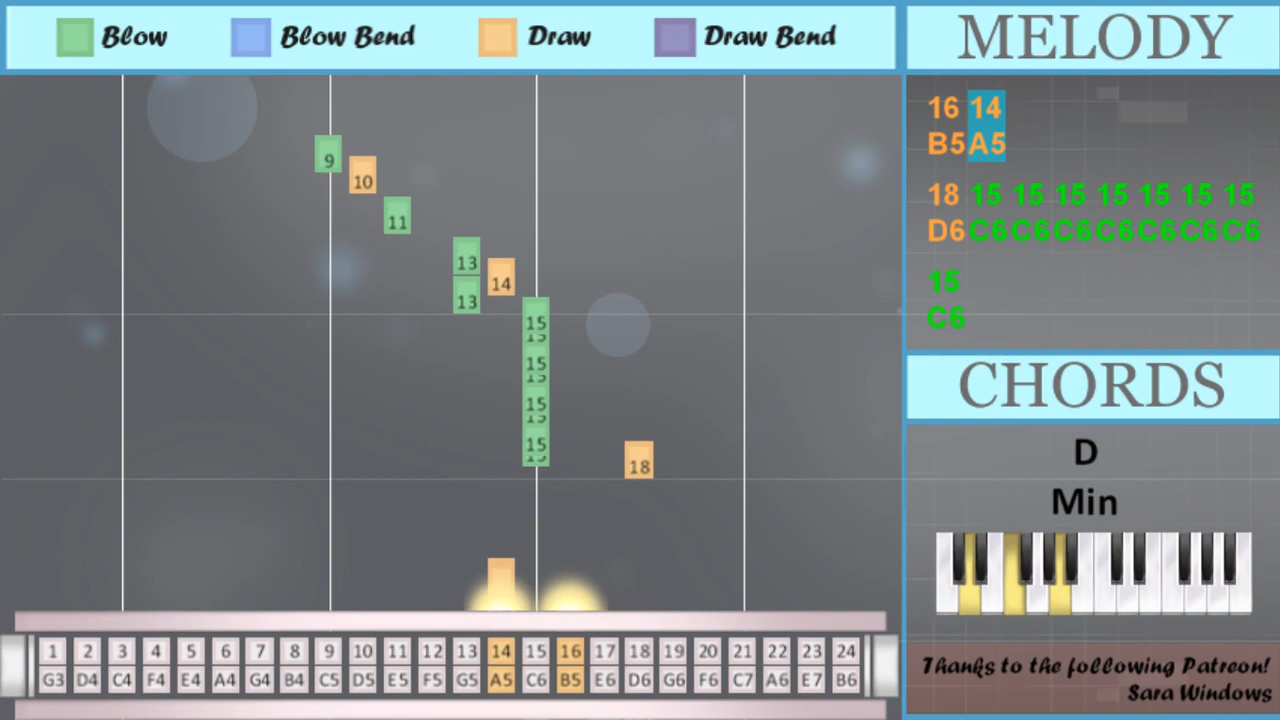 Blow Blow Bend Draw Draw Bend
MELODY
16 14
B5 A5
18 15 15 15 15 15 15 15
D6 C6 C6 C6 C6 C6 C6 C6
15
C6
CHORDS
D
Min
Thanks to the following Patreon!
Sara Windows
9
10
11
13
14
13
15
15
15
15
15
15
15
15
18
1 2 3 4 5 6 7 8 9 10 11 12 13 14 15 16 17 18 19 20 21 22 23 24
G3 D4 C4 F4 E4 A4 G4 B4 C5 D5 E5 F5 G5 A5 C6 B5 E6 D6 G6 F6 C7 A6 E7 B6